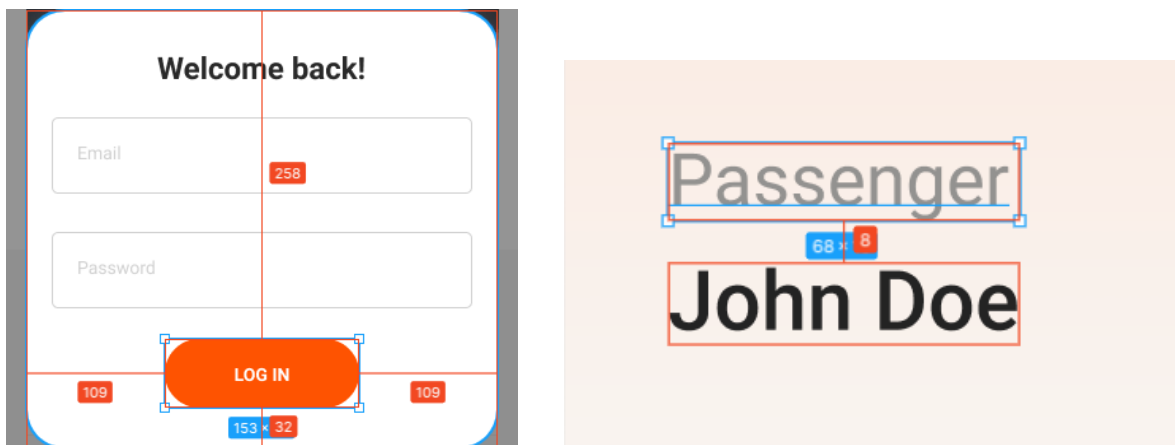 Welcome back!
Email
258
Password
LOG IN
109
109
153 × 32
Passenger
68 × 8
John Doe